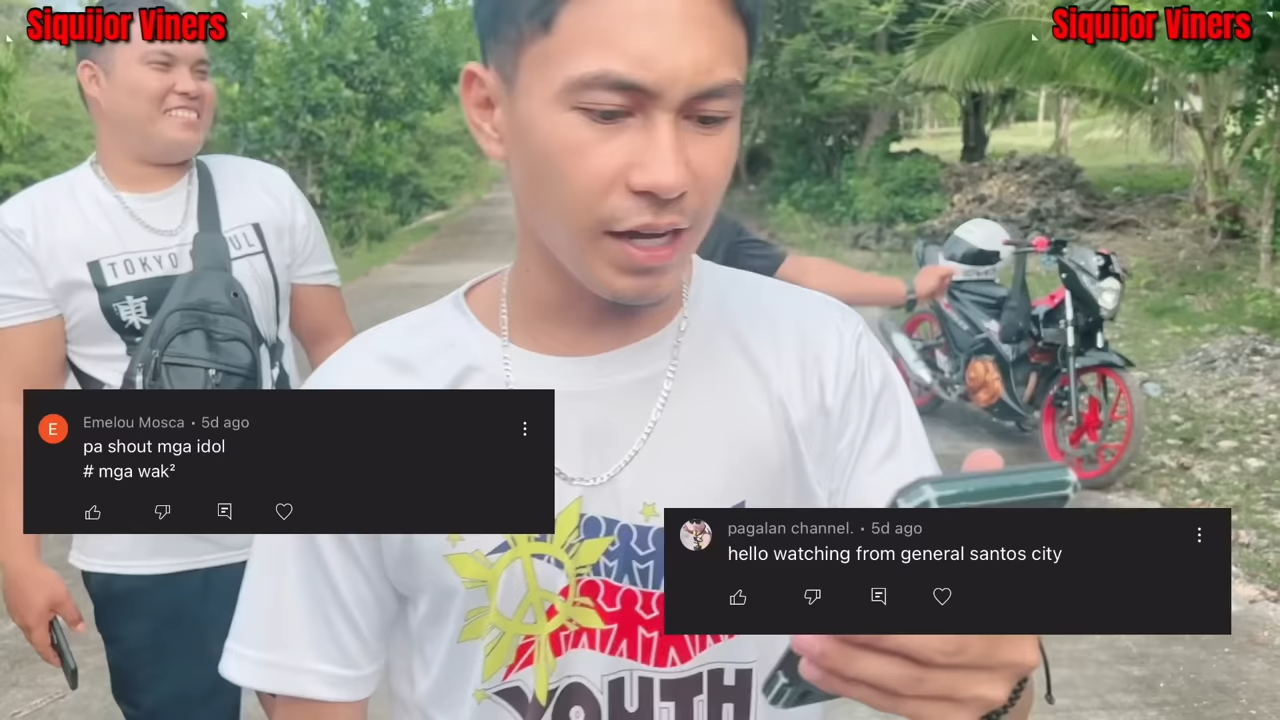 Siquijor Viners
Siquijor Viners
TOKYO
東
Emelou Mosca • 5d ago
pa shout mga idol
# mga wak²
E
pagalan channel. • 5d ago
hello watching from general santos city
YOUTH